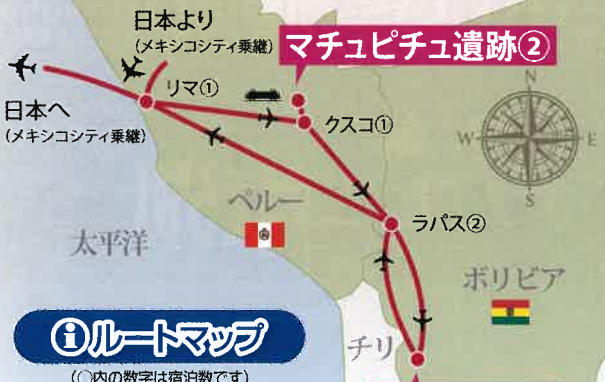 日本より
(メキシコシティ乗継)
マチュピチュ遺跡②
リマ①
日本へ
(メキシコシティ乗継)
クスコ①
N
W
E
S
ペルー
ラパス②
太平洋
ボリビア
iルートマップ
チリ
(○内の数字は宿泊数です)